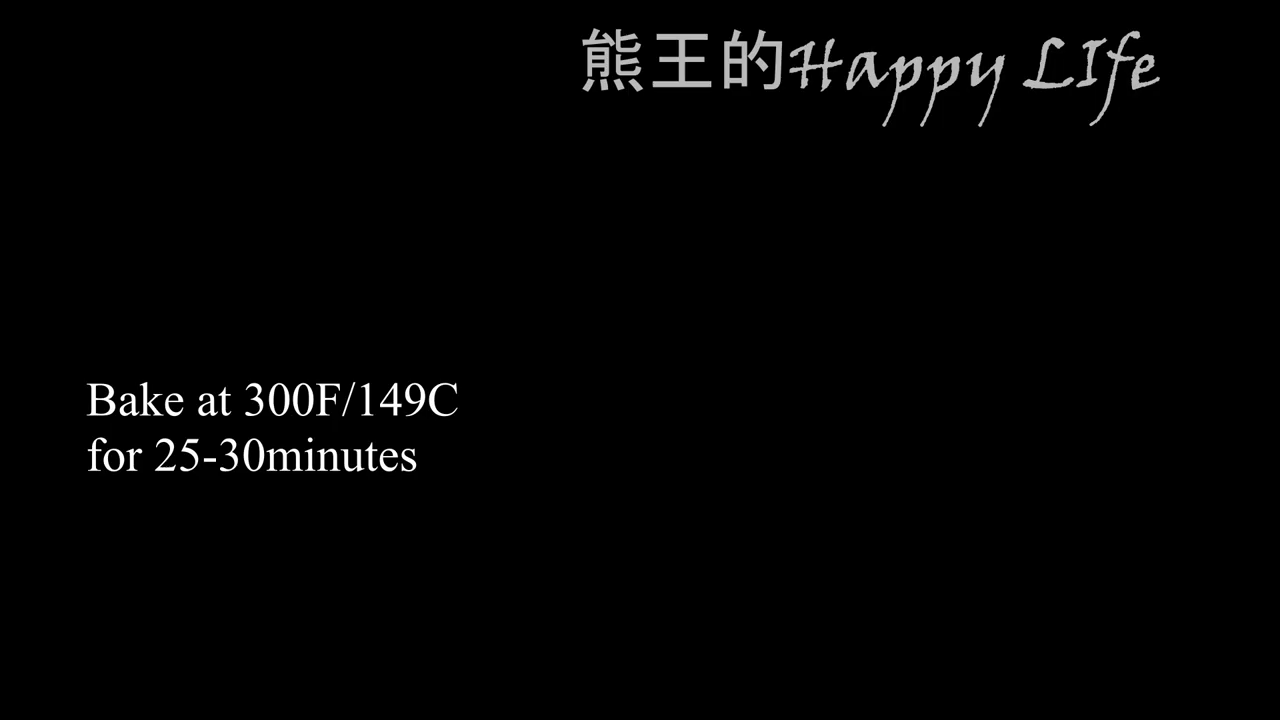 熊王的Happy LIfe
Bake at 300F/149C
for 25-30minutes